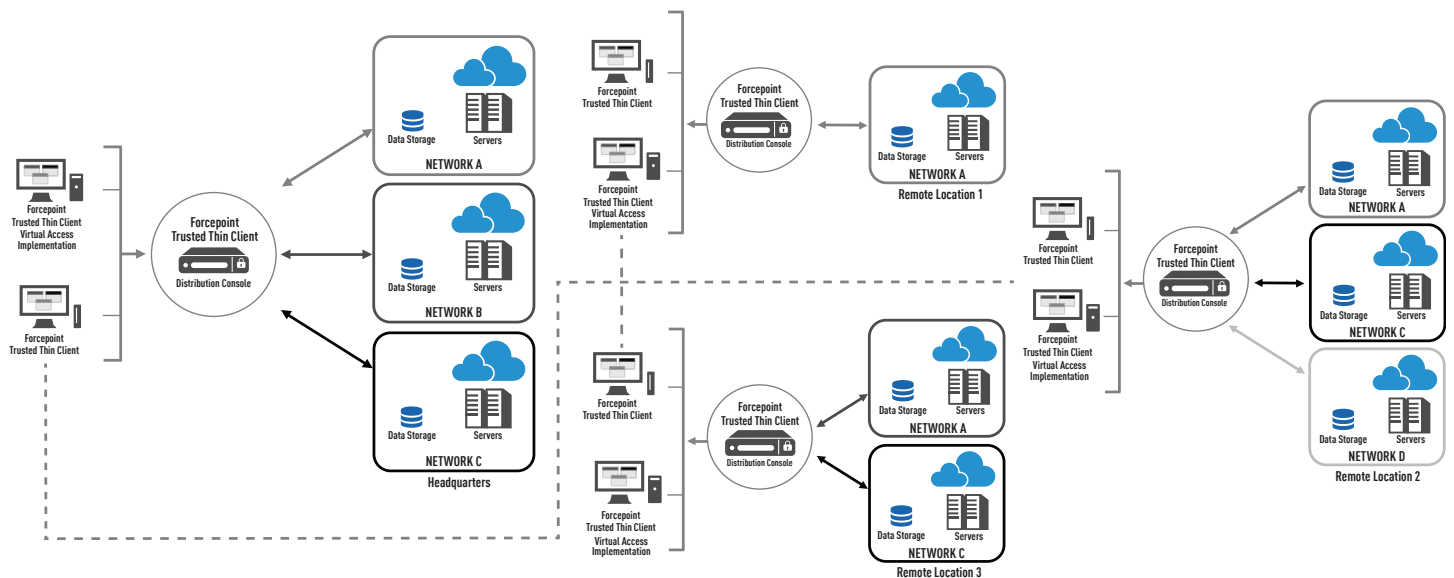 Forcepoint
Trusted Thin Client
Virtual Access
Implementation
Forcepoint
Trusted Thin Client
Forcepoint
Trusted Thin Client
Distribution Console
Data Storage
Servers
NETWORK A
Data Storage
Servers
NETWORK B
Data Storage
Servers
NETWORK C
Headquarters
Forcepoint
Trusted Thin Client
Forcepoint
Trusted Thin Client
Virtual Access
Implementation
Forcepoint
Trusted Thin Client
Distribution Console
Data Storage
Servers
NETWORK A
Remote Location 1
Forcepoint
Trusted Thin Client
Forcepoint
Trusted Thin Client
Virtual Access
Implementation
Forcepoint
Trusted Thin Client
Distribution Console
Data Storage
Servers
NETWORK A
Data Storage
Servers
NETWORK C
Remote Location 3
Forcepoint
Trusted Thin Client
Forcepoint
Trusted Thin Client
Virtual Access
Implementation
Forcepoint
Trusted Thin Client
Distribution Console
Data Storage
Servers
NETWORK A
Data Storage
Servers
NETWORK C
Data Storage
Servers
NETWORK D
Remote Location 2